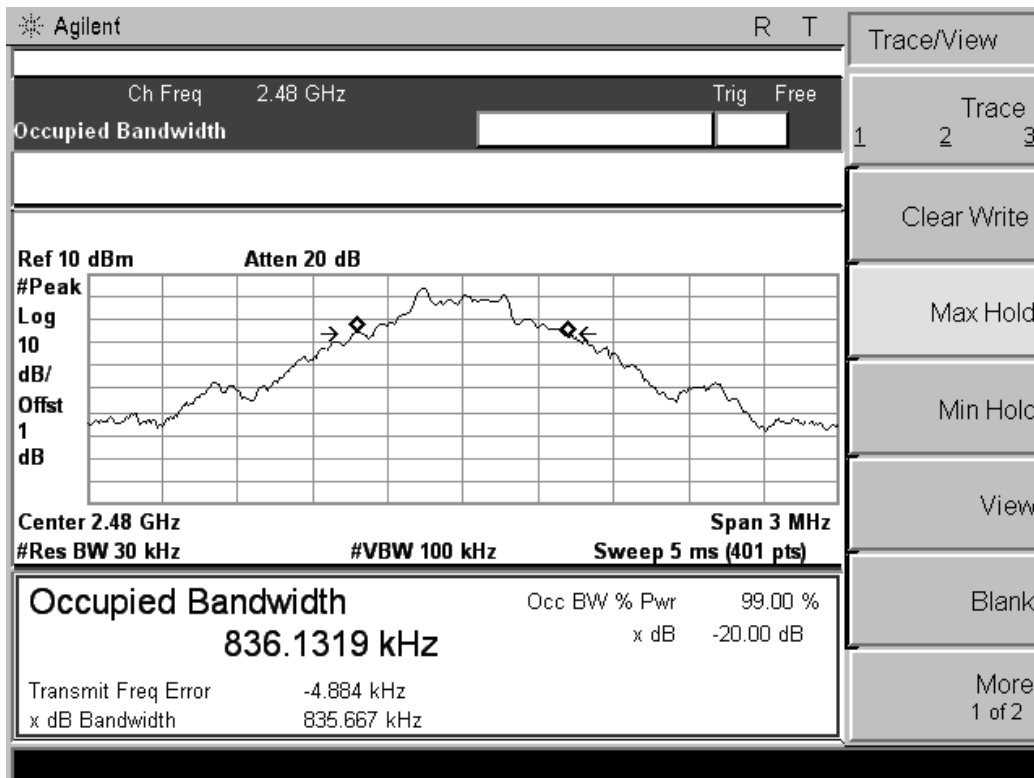 Agilent R T
Ch Freq 2.48 GHz Trig Free
Occupied Bandwidth
Ref 10 dBm Atten 20 dB
#Peak
Log
10
dB/
Offst
1
dB
Center 2.48 GHz Span 3 MHz
#Res BW 30 kHz #VBW 100 kHz Sweep 5 ms (401 pts)
Occupied Bandwidth Occ BW % Pwr 99.00 %
836.1319 kHz x dB -20.00 dB
Transmit Freq Error -4.884 kHz
x dB Bandwidth 835.667 kHz
Trace/View
Trace
1 2 3
Clear Write
Max Hold
Min Hold
View
Blank
More
1 of 2